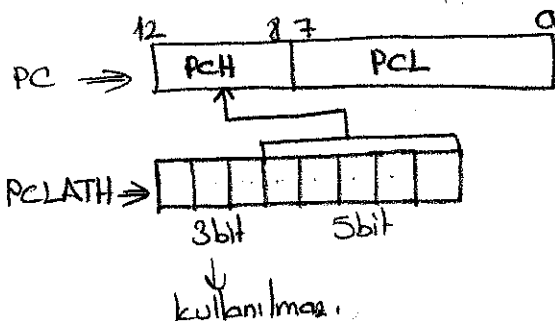 12 8 7 0
PC ⇒ PCH PCL
PCLATH ⇒
3bit 5bit
kullanılmaz.